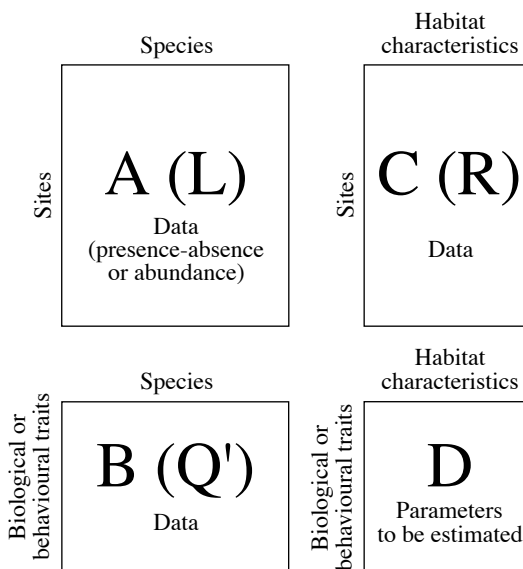 Species
Sites
A (L)
Data
(presence-absence
or abundance)
Habitat
characteristics
Sites
C (R)
Data
Species
Biological or
behavioural traits
B (Q')
Data
Habitat
characteristics
Biological or
behavioural traits
D
Parameters
to be estimated